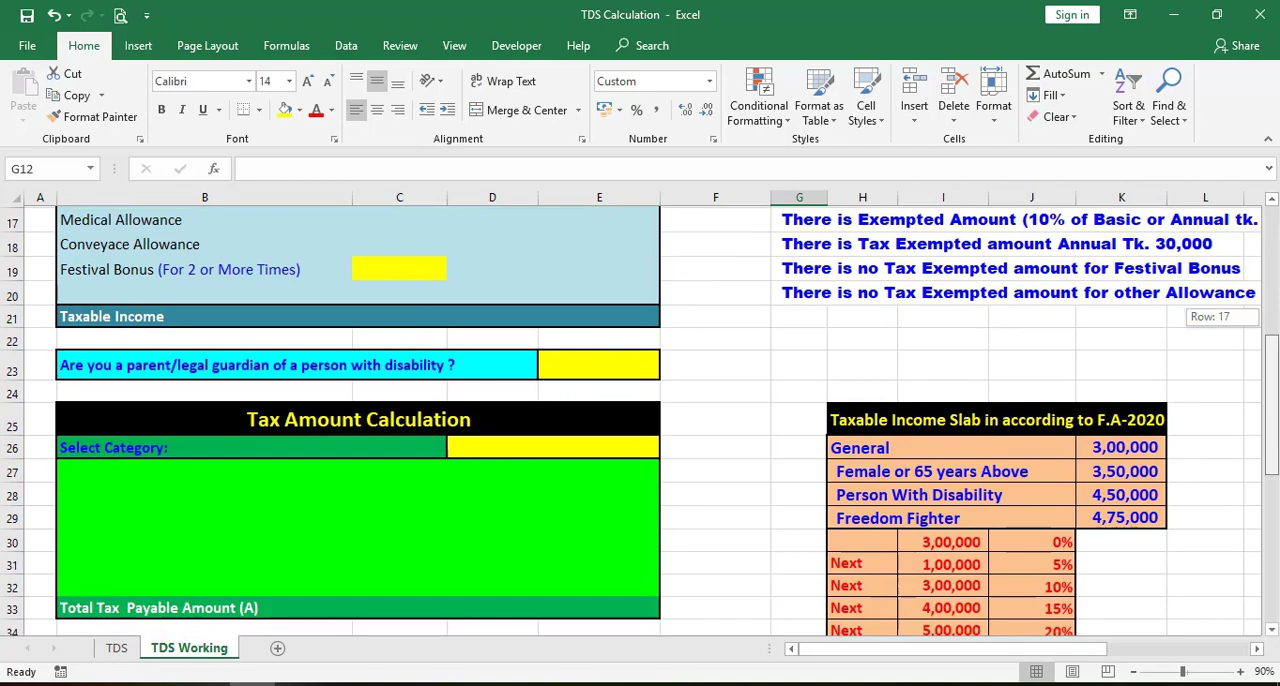 TDS Calculation - Excel
Sign in
File Home Insert Page Layout Formulas Data Review View Developer Help Search Share
Paste
Cut
Copy
Format Painter
Clipboard
Calibri 14
B I U
Font
Wrap Text
Merge & Center
Alignment
Custom
Number
Conditional Formatting
Format as Table
Cell Styles
Styles
Insert Delete Format
Cells
AutoSum
Fill
Clear
Sort & Filter
Find & Select
Editing
G12
fx
A B C D E F G H I J K L
17 Medical Allowance There is Exempted Amount (10% of Basic or Annual tk.
18 Conveyace Allowance There is Tax Exempted amount Annual Tk. 30,000
19 Festival Bonus (For 2 or More Times) There is no Tax Exempted amount for Festival Bonus
20 There is no Tax Exempted amount for other Allowance
21 Taxable Income
Row: 17
22
23 Are you a parent/legal guardian of a person with disability ?
24
25 Tax Amount Calculation Taxable Income Slab in according to F.A-2020
26 Select Category: General 3,00,000
27 Female or 65 years Above 3,50,000
28 Person With Disability 4,50,000
29 Freedom Fighter 4,75,000
30 3,00,000 0%
31 Next 1,00,000 5%
32 Next 3,00,000 10%
33 Total Tax Payable Amount (A) Next 4,00,000 15%
34 Next 5,00,000 20%
TDS TDS Working
Ready 90%